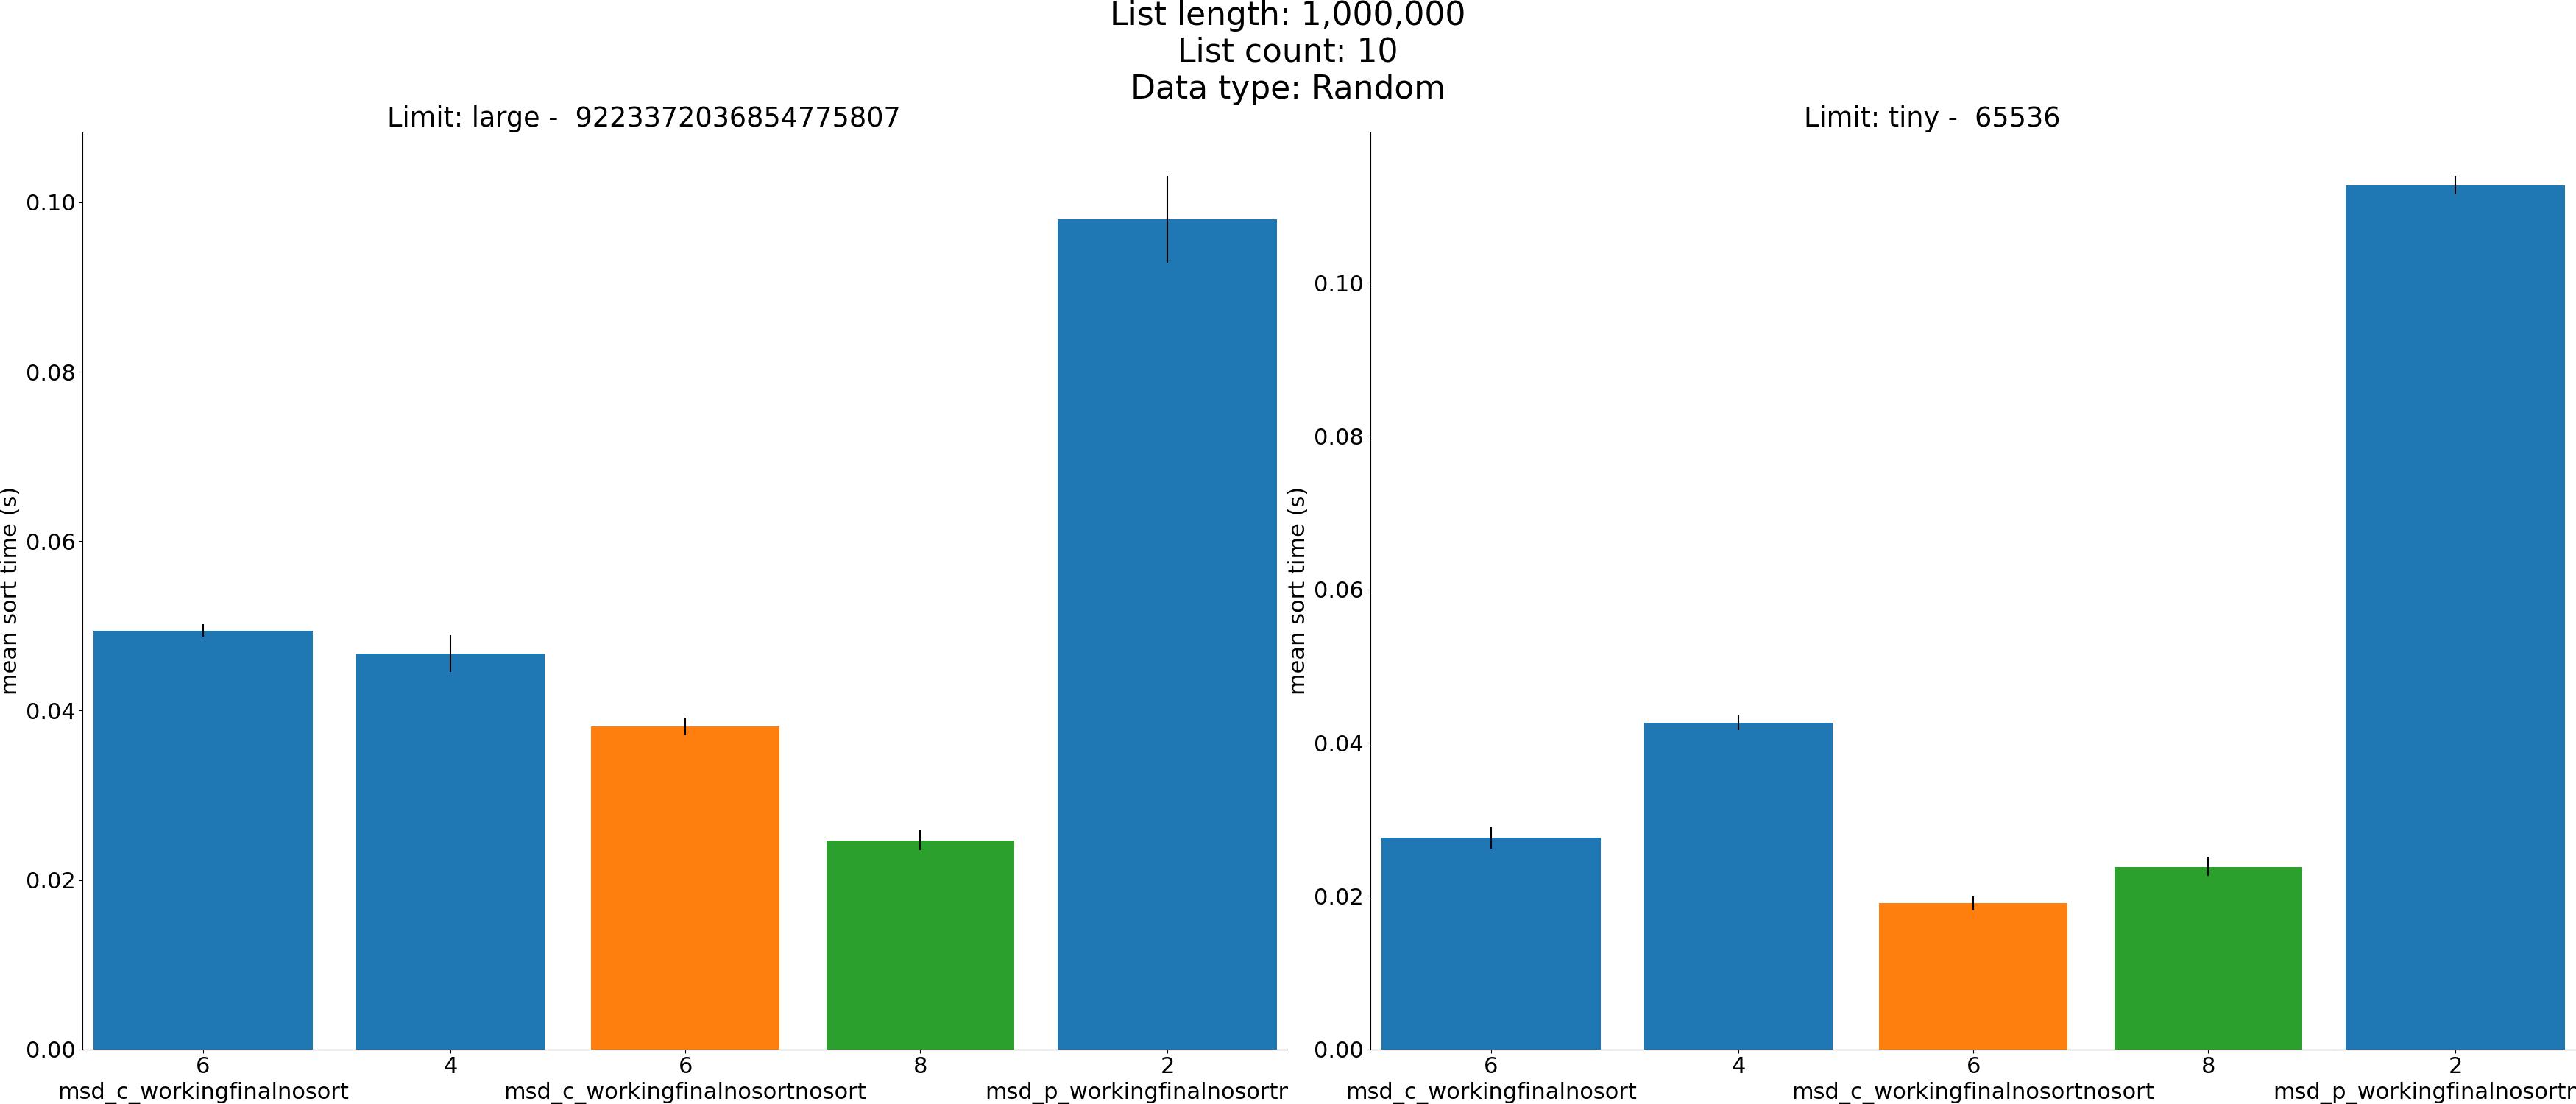 List length: 1,000,000
List count: 10
Data type: Random
Limit: large -  9223372036854775807
mean sort time (s)
0.10
0.08
0.06
0.04
0.02
0.00
6
4
6
8
2
msd_c_workingfinalnosort
msd_c_workingfinalnosortnosort
msd_p_workingfinalnosortr
Limit: tiny -  65536
mean sort time (s)
0.10
0.08
0.06
0.04
0.02
0.00
6
4
6
8
2
msd_c_workingfinalnosort
msd_c_workingfinalnosortnosort
msd_p_workingfinalnosortr